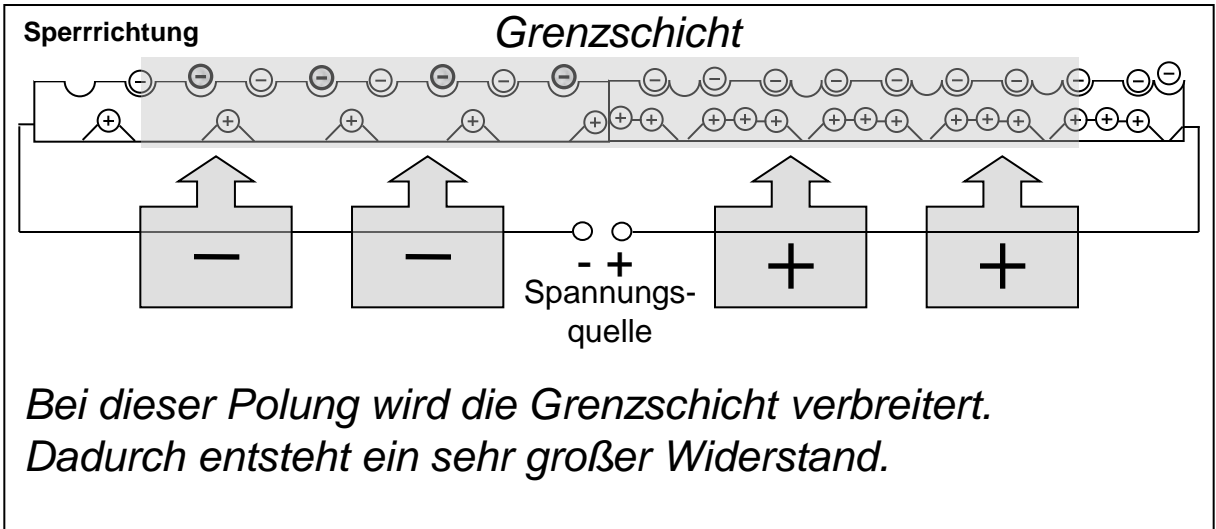 Sperrrichtung
Grenzschicht
- +
Spannungs-
quelle
Bei dieser Polung wird die Grenzschicht verbreitert.
Dadurch entsteht ein sehr großer Widerstand.